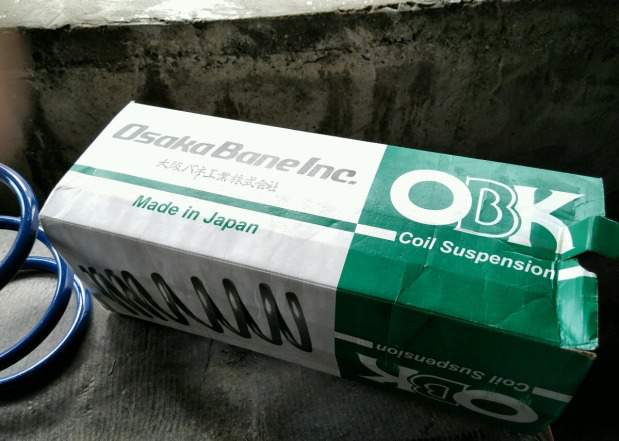 Osaka Bane Inc.
大阪バネ工業株式会社
Made in Japan
OBK
Coil Suspension
OBK
Coil Suspension